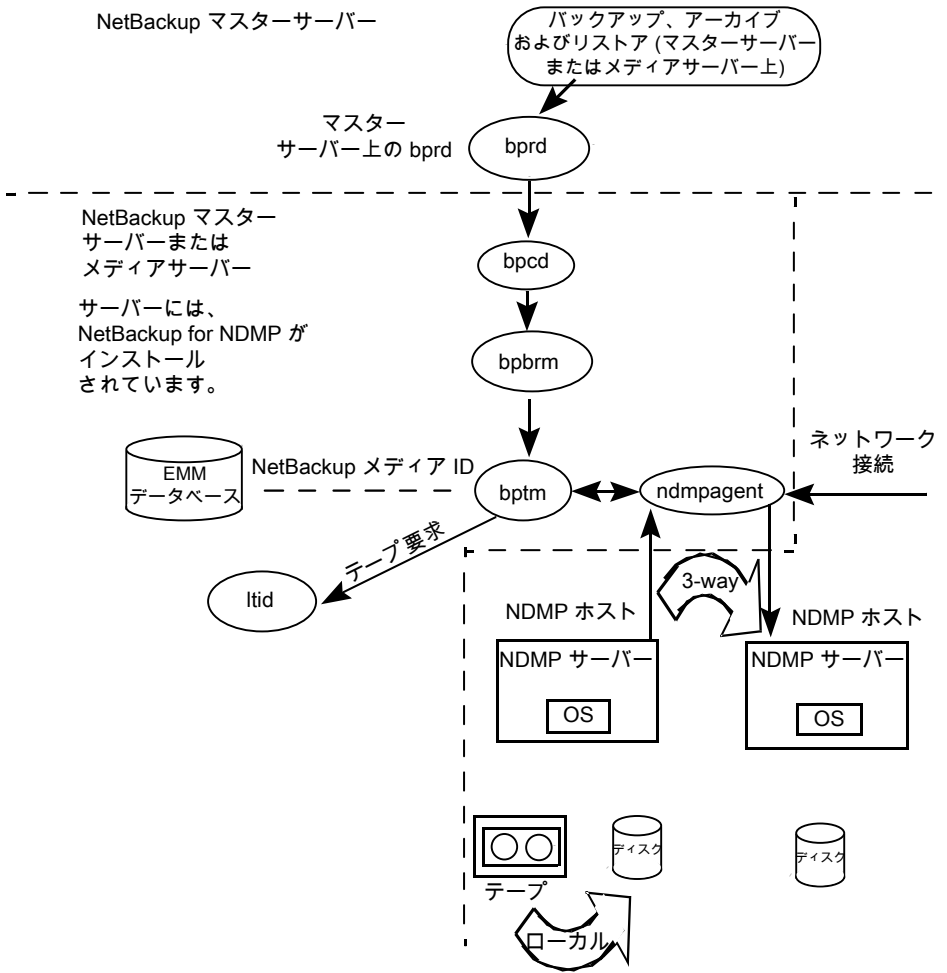 NetBackup マスターサーバー
バックアップ、アーカイブ
およびリストア (マスターサーバー
またはメディアサーバー上)
マスター
サーバー上の bprd
bprd
NetBackup マスター
サーバーまたは
メディアサーバー
サーバーには、
NetBackup for NDMP が
インストール
されています。
bpcd
bpbrm
ネットワーク
接続
EMM
データベース
NetBackup メディア ID
bptm
ndmpagent
テープ要求
ltid
3-way
NDMP ホスト
NDMP ホスト
NDMP サーバー
OS
NDMP サーバー
OS
テープ
ディスク
ディスク
ローカル